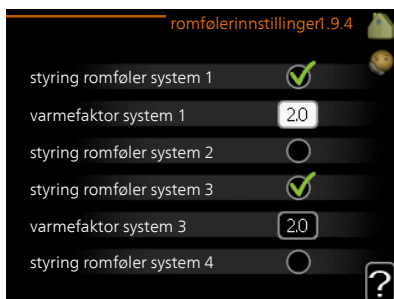 romfølerinnstillinger1.9.4
styring romføler system 1
varmefaktor system 1 2.0
styring romføler system 2
styring romføler system 3
varmefaktor system 3 2.0
styring romføler system 4
?